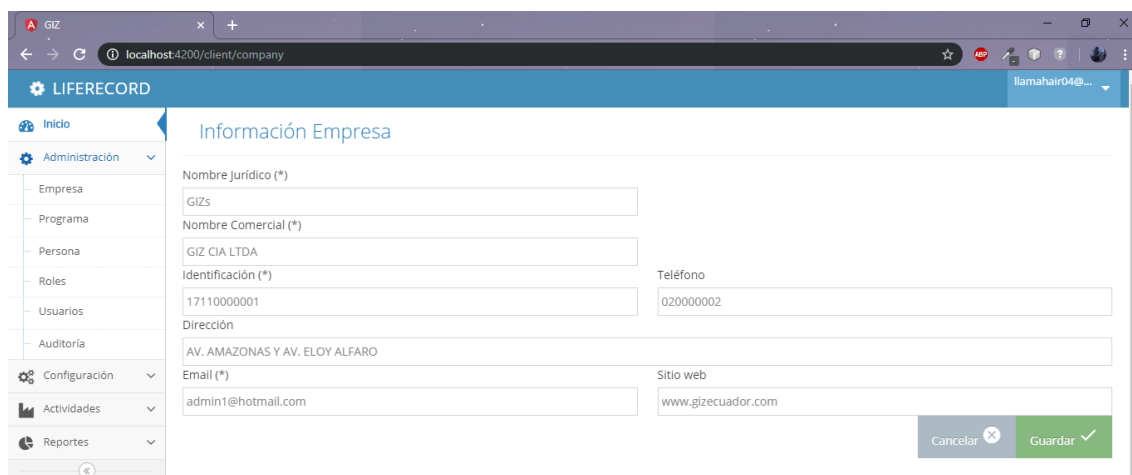 GIZ
localhost:4200/client/company
ABP
LIFERECORD
llamahair04@...
Inicio
Administración
Empresa
Programa
Persona
Roles
Usuarios
Auditoría
Configuración
Actividades
Reportes
Información Empresa
Nombre Jurídico (*)
GIZs
Nombre Comercial (*)
GIZ CIA LTDA
Identificación (*)
Teléfono
17110000001
020000002
Dirección
AV. AMAZONAS Y AV. ELOY ALFARO
Email (*)
Sitio web
admin1@hotmail.com
www.gizecuador.com
Cancelar
Guardar